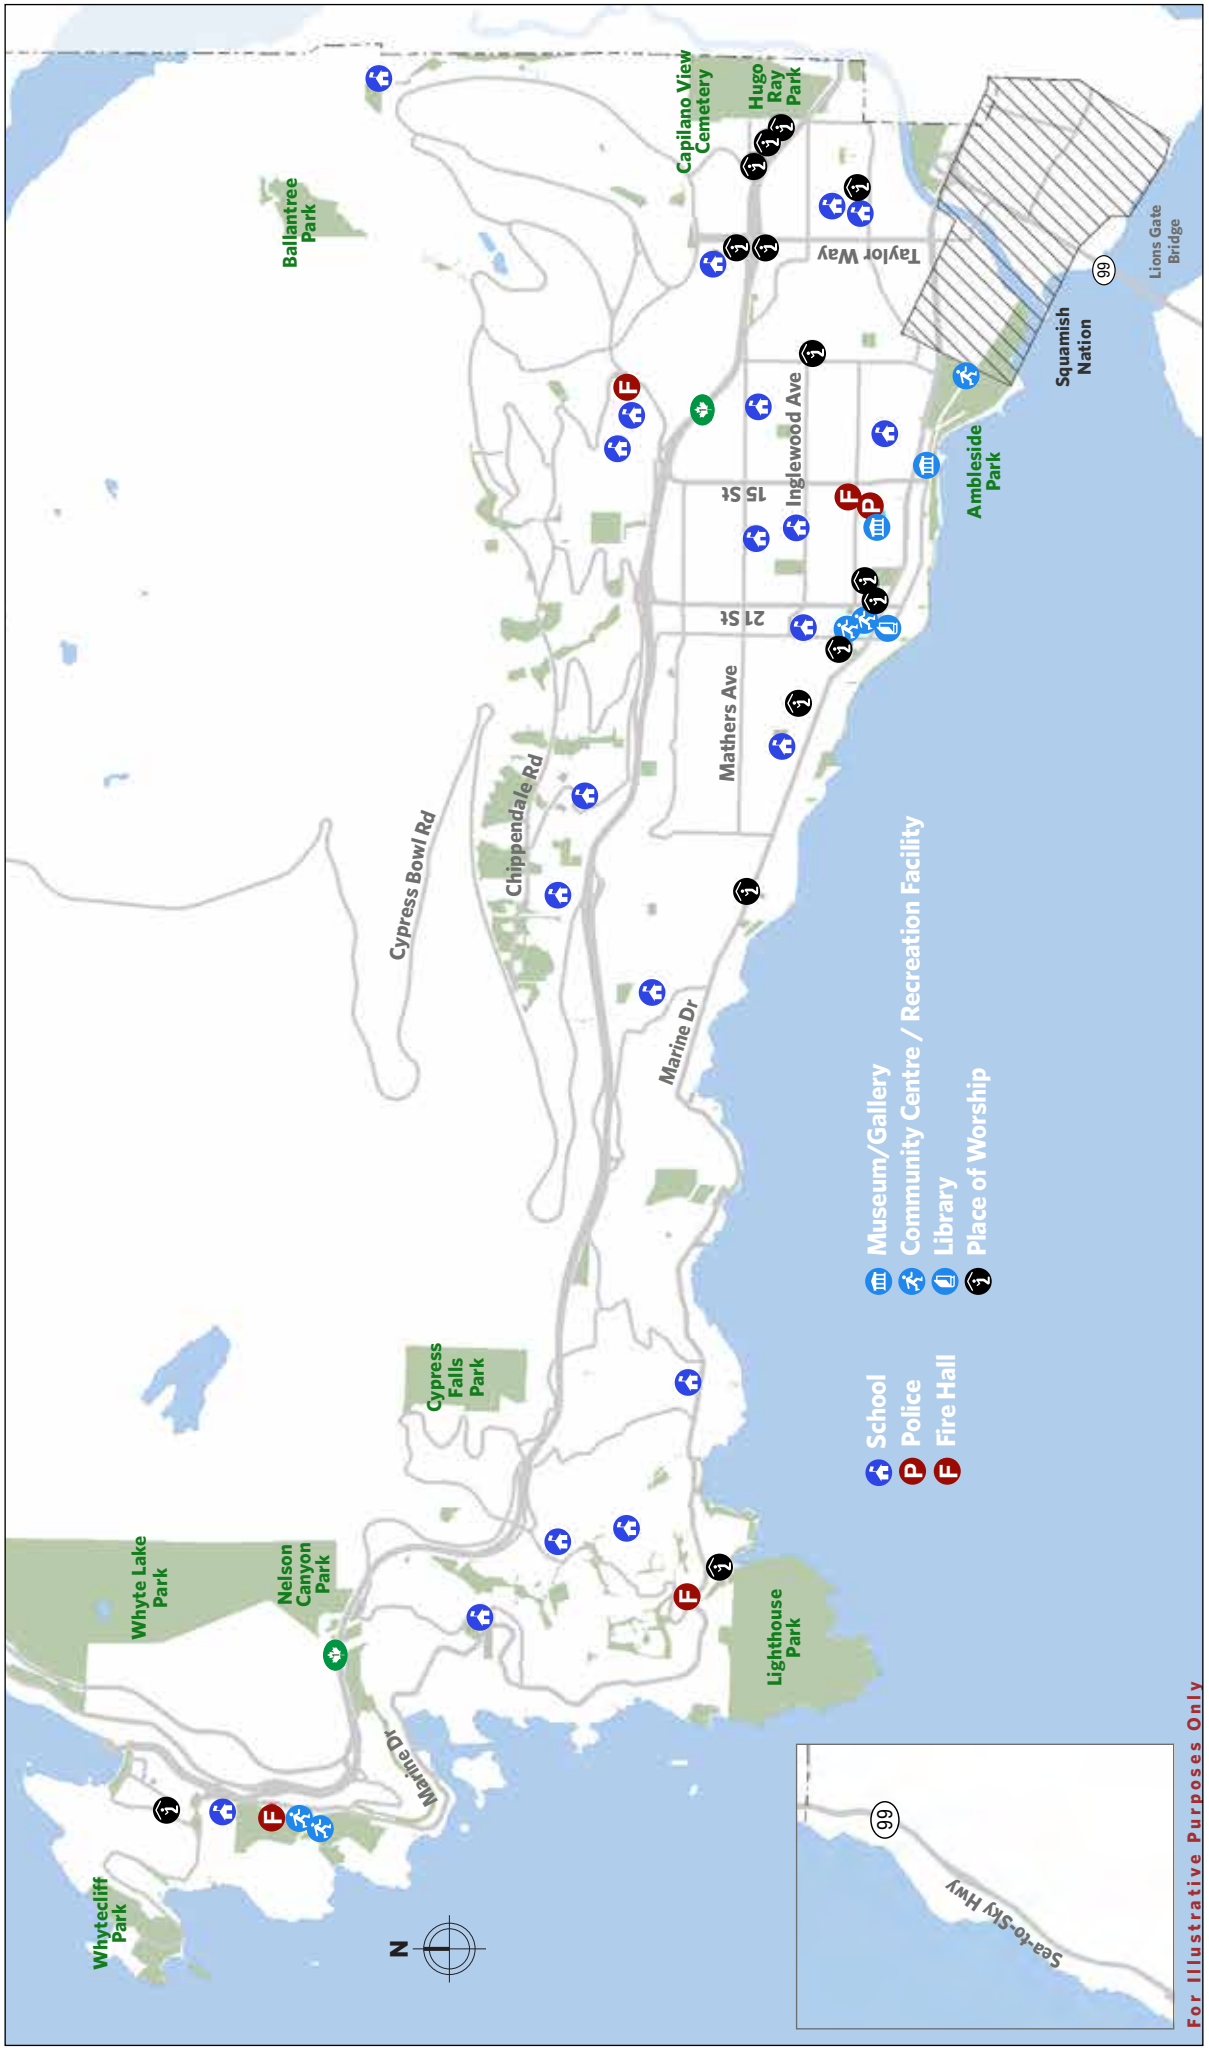 Capilano View
Cemetery
Hugo
Ray
Park
Ballantree
Park
Taylor Way
Lions Gate
Bridge
99
Squamish
Nation
F
Inglewood Ave
15 St
F
P
Ambleside
Park
21 St
Mathers Ave
Chippendale Rd
Cypress Bowl Rd
Marine Dr
Cypress
Falls
Park
Whyte Lake
Park
Nelson
Canyon
Park
F
Lighthouse
Park
Marine Dr
F
Whytecliff
Park
N
School
P Police
F Fire Hall
Museum/Gallery
Community Centre / Recreation Facility
Library
Place of Worship
99
Sea-to-Sky Hwy
For Illustrative Purposes Only